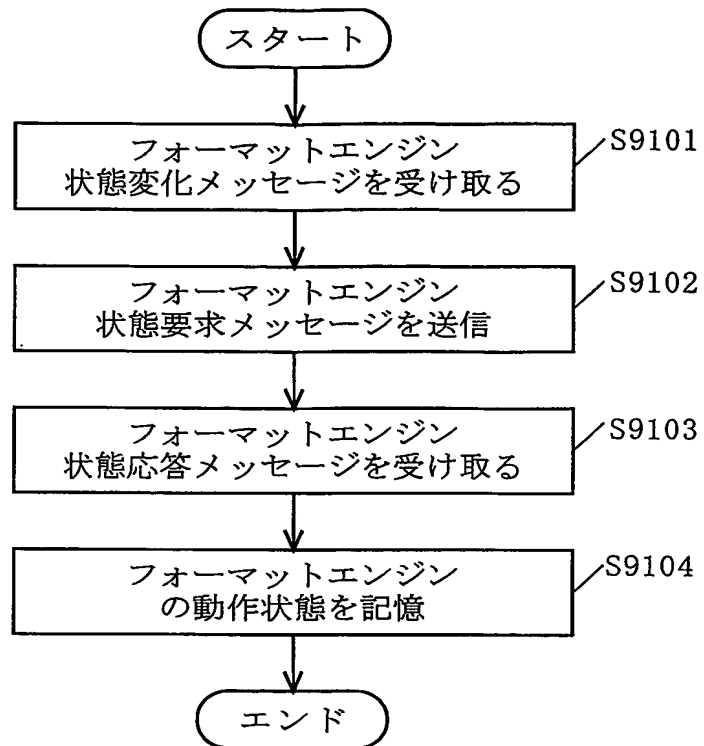 スタート
フォーマットエンジン
状態変化メッセージを受け取る
S9101
フォーマットエンジン
状態要求メッセージを送信
S9102
フォーマットエンジン
状態応答メッセージを受け取る
S9103
フォーマットエンジン
の動作状態を記憶
S9104
エンド